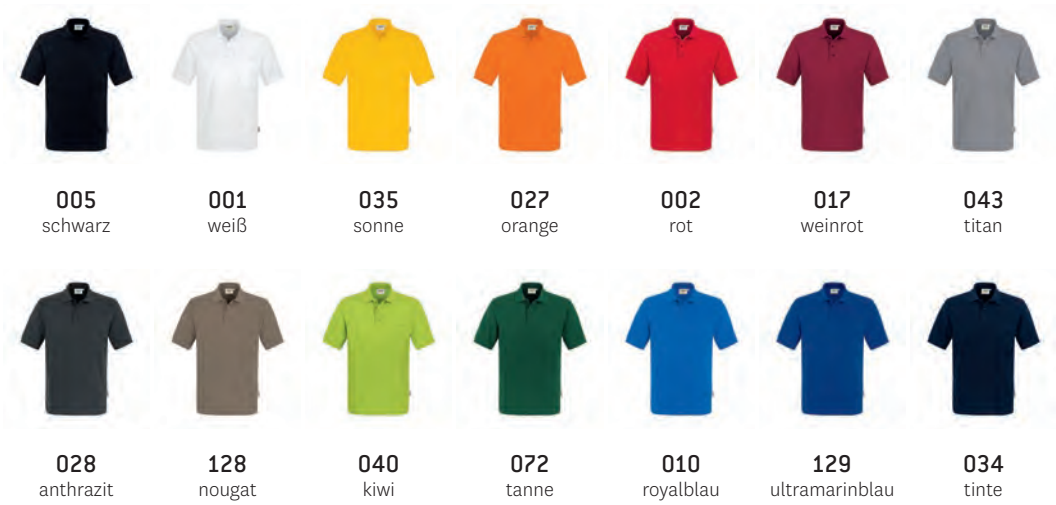 005 001 035 027 002 017 043
schwarz weiß sonne orange rot weinrot titan
028 128 040 072 010 129 034
anthrazit nougat kiwi tanne royalblau ultramarinblau tinte